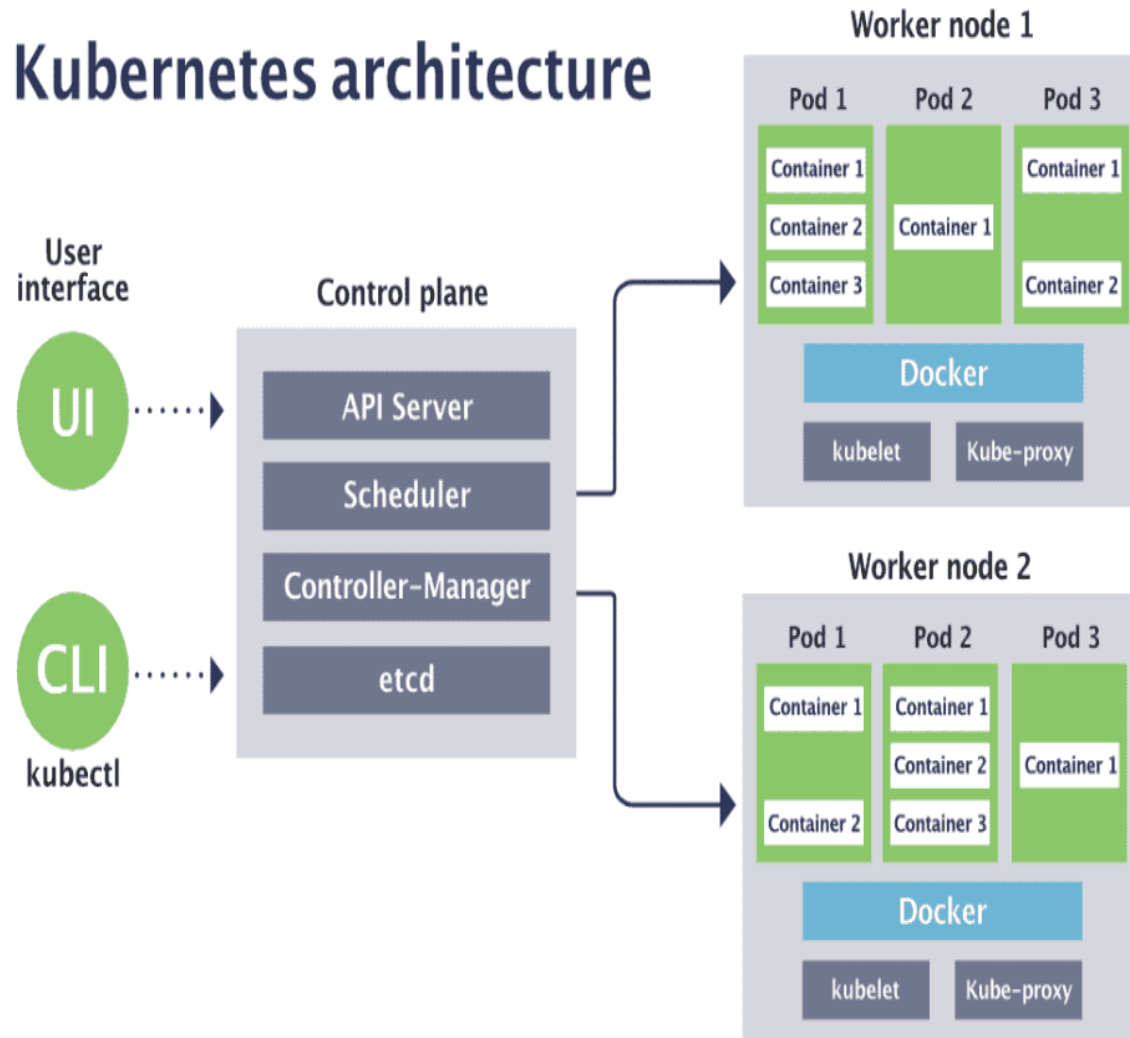 Kubernetes architecture
User
interface
UI
CLI
kubectl
Control plane
API Server
Scheduler
Controller-Manager
etcd
Worker node 1
Pod 1
Container 1
Container 2
Container 3
Pod 2
Container 1
Pod 3
Container 1
Container 2
Docker
kubelet
Kube-proxy
Worker node 2
Pod 1
Container 1
Container 2
Pod 2
Container 1
Container 2
Container 3
Pod 3
Container 1
Docker
kubelet
Kube-proxy